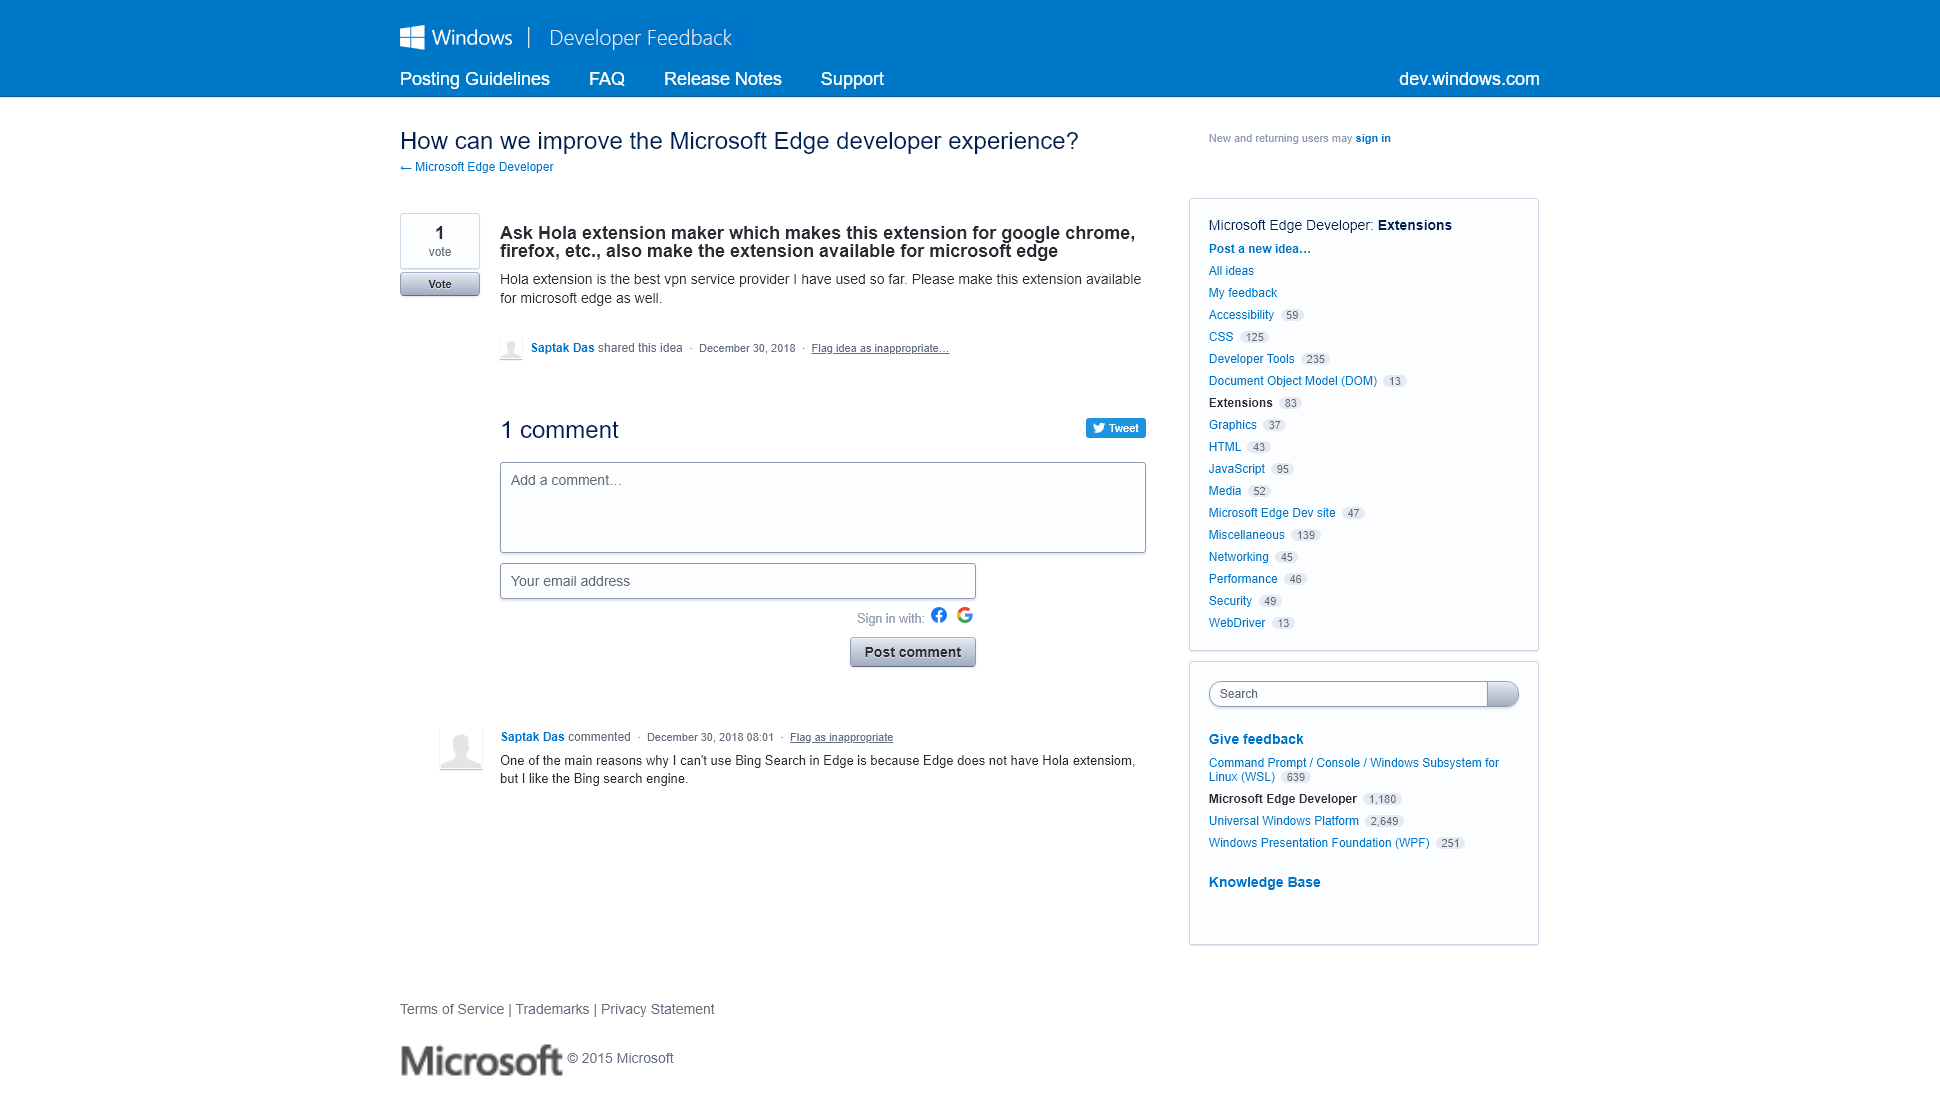 Windows | Developer Feedback
Posting Guidelines FAQ Release Notes Support dev.windows.com
How can we improve the Microsoft Edge developer experience?
← Microsoft Edge Developer
New and returning users may sign in
1
vote
Vote
Ask Hola extension maker which makes this extension for google chrome,
firefox, etc., also make the extension available for microsoft edge
Hola extension is the best vpn service provider I have used so far. Please make this extension available
for microsoft edge as well.
Saptak Das shared this idea · December 30, 2018 · Flag idea as inappropriate…
1 comment
Tweet
Add a comment…
Your email address
Sign in with:
Post comment
Saptak Das commented · December 30, 2018 08:01 · Flag as inappropriate
One of the main reasons why I can't use Bing Search in Edge is because Edge does not have Hola extensiom,
but I like the Bing search engine.
Microsoft Edge Developer: Extensions
Post a new idea…
All ideas
My feedback
Accessibility 59
CSS 125
Developer Tools 235
Document Object Model (DOM) 13
Extensions 83
Graphics 37
HTML 43
JavaScript 95
Media 52
Microsoft Edge Dev site 47
Miscellaneous 139
Networking 45
Performance 46
Security 49
WebDriver 13
Search
Give feedback
Command Prompt / Console / Windows Subsystem for
Linux (WSL) 639
Microsoft Edge Developer 1,180
Universal Windows Platform 2,649
Windows Presentation Foundation (WPF) 251
Knowledge Base
Terms of Service | Trademarks | Privacy Statement
Microsoft © 2015 Microsoft